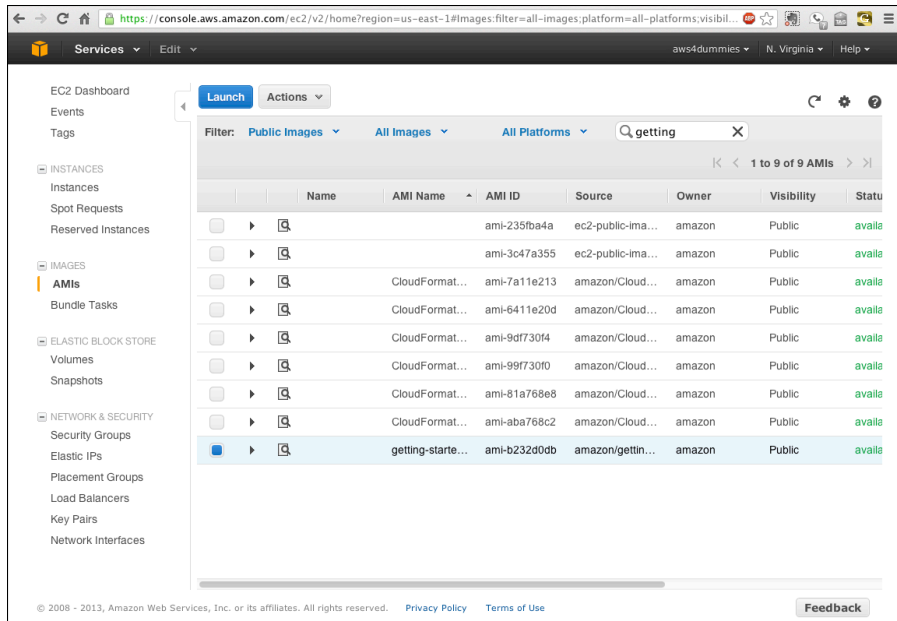 https://console.aws.amazon.com/ec2/v2/home?region=us-east-1#Images:filter=all-images;platform=all-platforms;visibil...
Services Edit aws4dummies N. Virginia Help
EC2 Dashboard
Events
Tags
INSTANCES
Instances
Spot Requests
Reserved Instances
IMAGES
AMIs
Bundle Tasks
ELASTIC BLOCK STORE
Volumes
Snapshots
NETWORK & SECURITY
Security Groups
Elastic IPs
Placement Groups
Load Balancers
Key Pairs
Network Interfaces
Launch Actions
Filter: Public Images All Images All Platforms getting
1 to 9 of 9 AMIs
Name AMI Name AMI ID Source Owner Visibility Statu
ami-235fba4a ec2-public-ima... amazon Public availa
ami-3c47a355 ec2-public-ima... amazon Public availa
CloudFormat... ami-7a11e213 amazon/Cloud... amazon Public availa
CloudFormat... ami-6411e20d amazon/Cloud... amazon Public availa
CloudFormat... ami-9df730f4 amazon/Cloud... amazon Public availa
CloudFormat... ami-99f730f0 amazon/Cloud... amazon Public availa
CloudFormat... ami-81a768e8 amazon/Cloud... amazon Public availa
CloudFormat... ami-aba768c2 amazon/Cloud... amazon Public availa
getting-starte... ami-b232d0db amazon/gettin... amazon Public availa
© 2008 - 2013, Amazon Web Services, Inc. or its affiliates. All rights reserved. Privacy Policy Terms of Use Feedback